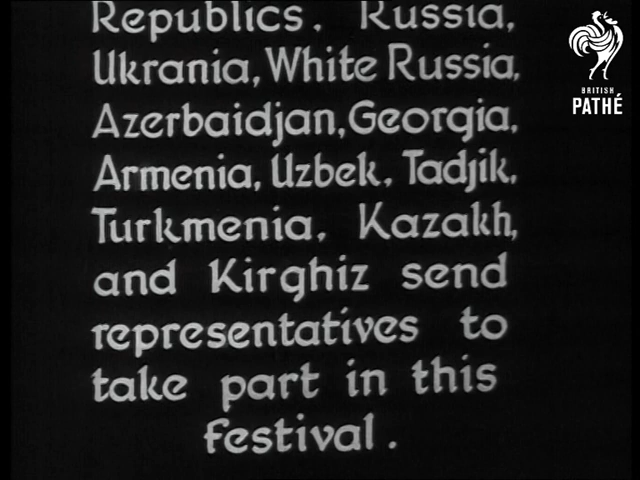 Republics. Russia,
Ukrania, White Russia,
Azerbaidjan, Georgia,
Armenia, Uzbek, Tadjik,
Turkmenia, Kazakh,
and Kirghiz send
representatives to
take part in this
festival.
BRITISH
PATHÉ